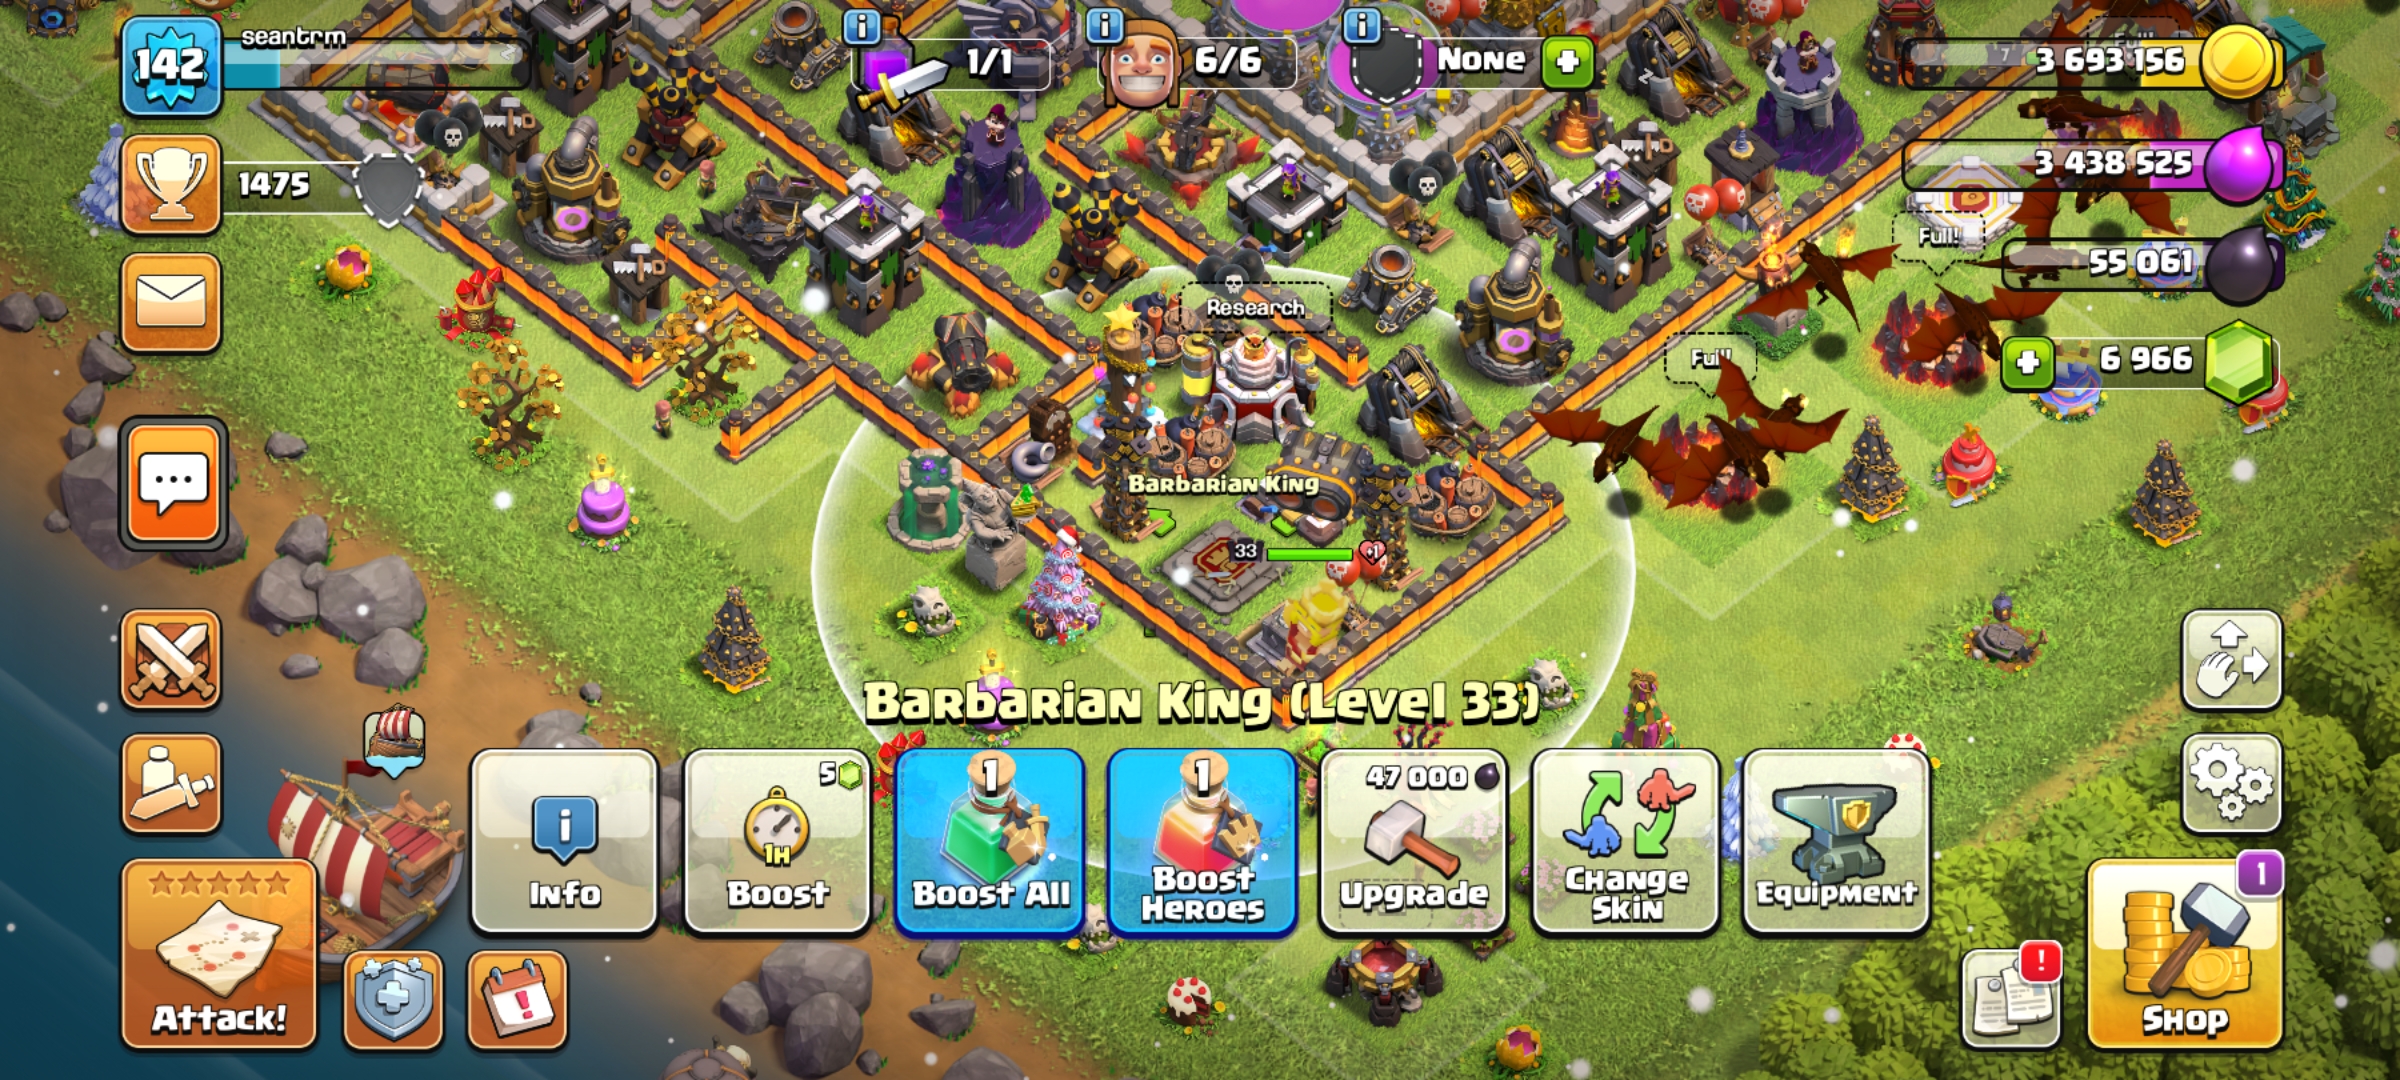 142
seantrm
1/1
6/6
None
3 693 156
1475
3 438 525
Full!
55 061
Research
Full
6 966
Barbarian King
33
+1
Barbarian King (Level 33)
Info
5
1H
Boost
1
Boost All
1
Boost
Heroes
47 000
Upgrade
Change
Skin
Equipment
Attack!
1
Shop